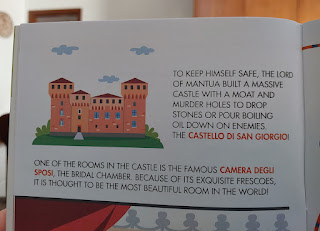 TO KEEP HIMSELF SAFE, THE LORD
OF MANTUA BUILT A MASSIVE
CASTLE WITH A MOAT AND
MURDER HOLES TO DROP
STONES OR POUR BOILING
OIL DOWN ON ENEMIES.
THE CASTELLO DI SAN GIORGIO!
ONE OF THE ROOMS IN THE CASTLE IS THE FAMOUS CAMERA DEGLI
SPOSI, THE BRIDAL CHAMBER. BECAUSE OF ITS EXQUISITE FRESCOES,
IT IS THOUGHT TO BE THE MOST BEAUTIFUL ROOM IN THE WORLD!